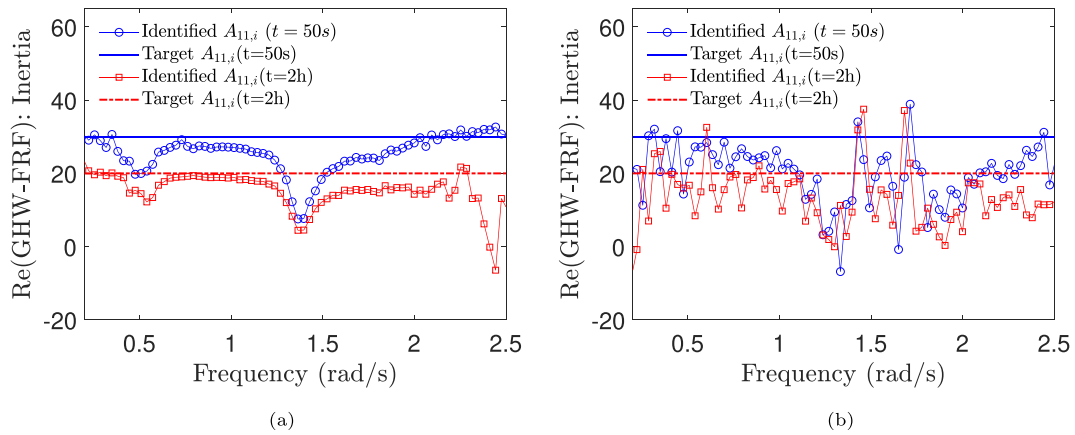 Re(GHW-FRF): Inertia
60
40
20
0
-20
Identified A11,i (t = 50s)
Target A11,i(t=50s)
Identified A11,i(t=2h)
Target A11,i(t=2h)
0.5 1 1.5 2 2.5
Frequency (rad/s)
(a)
Re(GHW-FRF): Inertia
60
40
20
0
-20
Identified A11,i (t = 50s)
Target A11,i(t=50s)
Identified A11,i(t=2h)
Target A11,i(t=2h)
0.5 1 1.5 2 2.5
Frequency (rad/s)
(b)